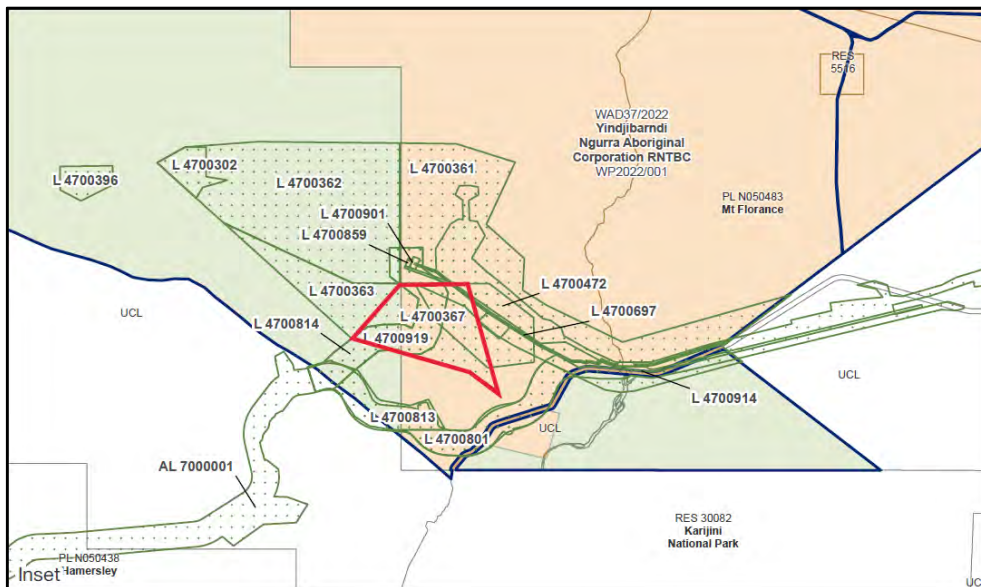 RES
5516
WAD37/2022
Yindjibarndi
Ngurra Aboriginal
Corporation RNTBC
WP2022/001
L 4700302
L 4700361
L 4700396
L 4700362
PL N050483
Mt Florance
L 4700901
L 4700859
L 4700472
L 4700363
UCL
L 4700367
L 4700697
L 4700814
L 4700919
UCL
L 4700914
L 4700813
L 4700801
UCL
AL 7000001
RES 30082
Karijini
National Park
PL N050438
Hamersley
Inset
UC